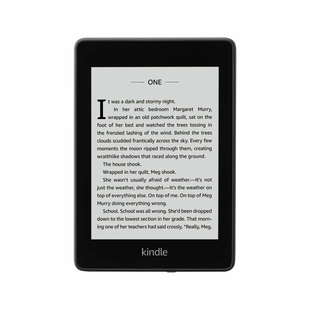 ONE
It was a dark and stormy night.
In her attic bedroom Margaret Murry,
wrapped in an old patchwork quilt, sat on the
foot of her bed and watched the trees tossing in
the frenzied lashing of the wind. Behind the trees
clouds scudded frantically across the sky. Every few
moments the moon ripped through them, creating
wraithlike shadows that raced along the ground.
The house shook.
Wrapped in her quilt, Meg shook.
She wasn't usually afraid of weather.—It's not
just the weather, she thought.—It's the weather on
top of everything else. On top of me. On top of Meg
Murry doing everything wrong.
School. School was all wrong. She'd been dropped
down to the lowest section in her grade. That morn-
ing one of her teachers had said crossly, "Really, Meg,
kindle